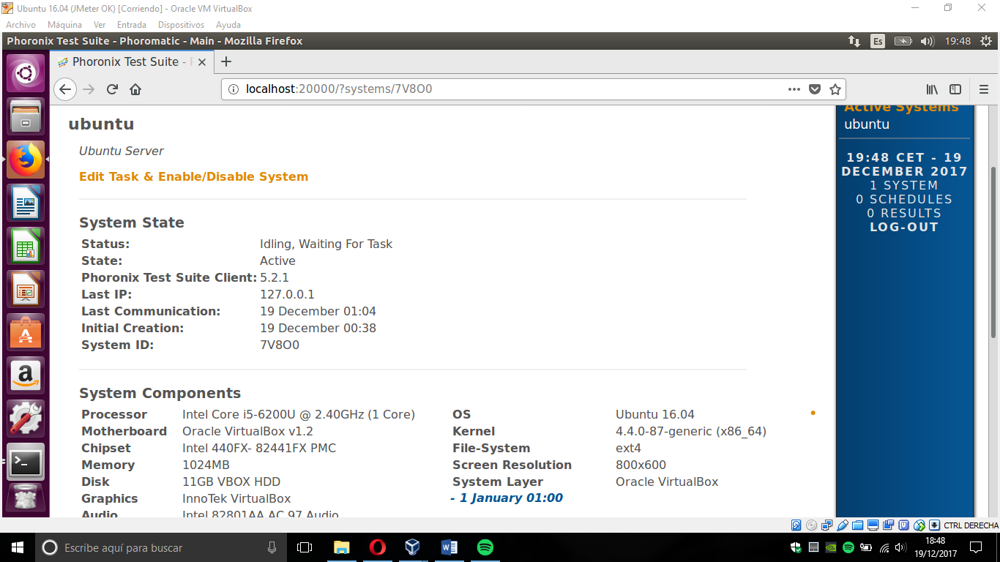 Ubuntu 16.04 (JMeter OK) [Corriendo] - Oracle VM VirtualBox
Archivo Máquina Ver Entrada Dispositivos Ayuda
Phoronix Test Suite - Phoromatic - Main - Mozilla Firefox Es 19:48
Phoronix Test Suite -
localhost:20000/?systems/7V8O0
ubuntu
Ubuntu Server
Edit Task & Enable/Disable System
System State
Status: Idling, Waiting For Task
State: Active
Phoronix Test Suite Client: 5.2.1
Last IP: 127.0.0.1
Last Communication: 19 December 01:04
Initial Creation: 19 December 00:38
System ID: 7V8O0
System Components
Processor Intel Core i5-6200U @ 2.40GHz (1 Core) OS Ubuntu 16.04
Motherboard Oracle VirtualBox v1.2 Kernel 4.4.0-87-generic (x86_64)
Chipset Intel 440FX- 82441FX PMC File-System ext4
Memory 1024MB Screen Resolution 800x600
Disk 11GB VBOX HDD System Layer Oracle VirtualBox
Graphics InnoTek VirtualBox - 1 January 01:00
Audio Intel 82801AA AC 97 Audio
Active Systems
ubuntu
19:48 CET - 19
DECEMBER 2017
1 SYSTEM
0 SCHEDULES
0 RESULTS
LOG-OUT
CTRL DERECHA
Escribe aquí para buscar
18:48
19/12/2017